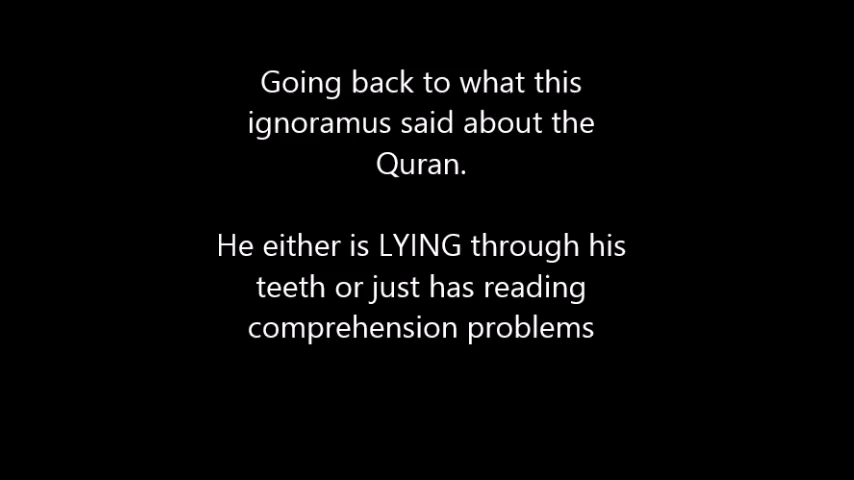 Going back to what this
ignoramus said about the
Quran.
He either is LYING through his
teeth or just has reading
comprehension problems